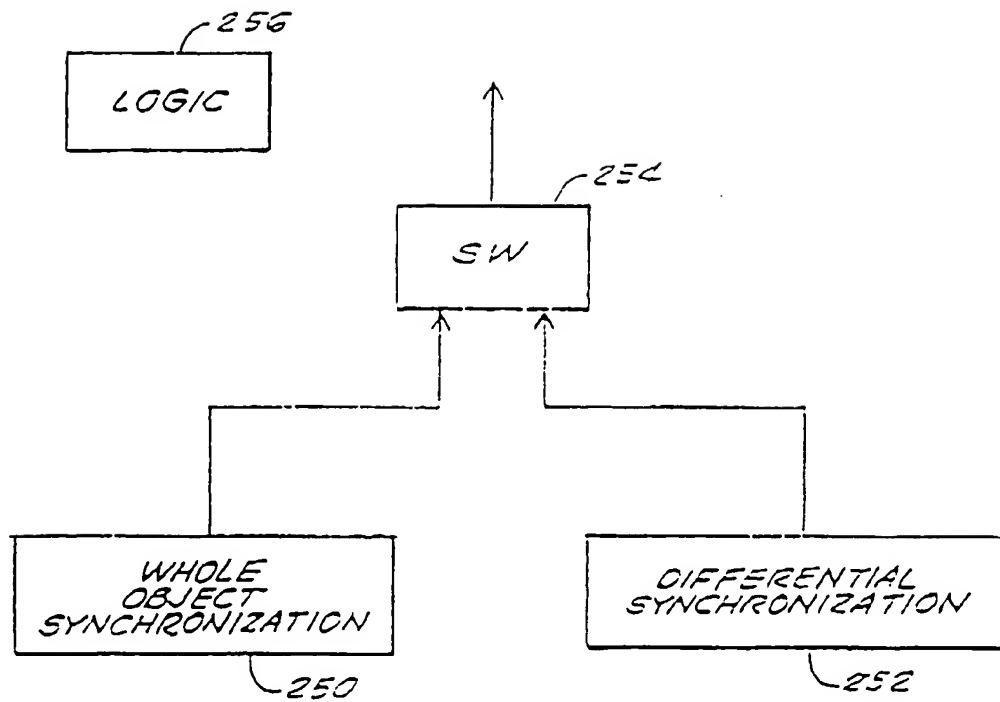 256
LOGIC
254
SW
WHOLE
OBJECT
SYNCHRONIZATION
DIFFERENTIAL
SYNCHRONIZATION
250
252